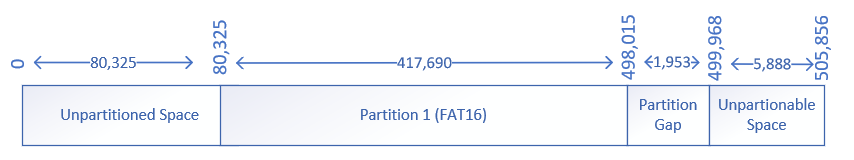 0
80,325
80,325
417,690
498,015
1,953
499,968
5,888
505,856
Unpartitioned Space
Partition 1 (FAT16)
Partition
Gap
Unpartionable
Space